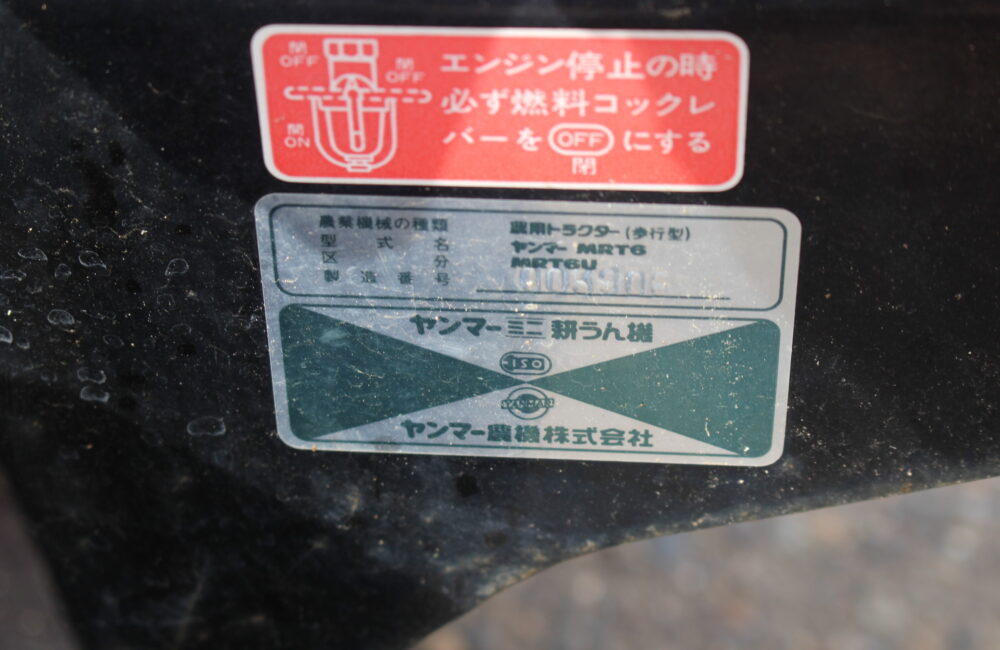 閉
OFF
閉
OFF
開
ON
エンジン停止の時
必ず燃料コックレ
バーを OFF にする
閉
農業機械の種類 農用トラクター(歩行型)
型式名 ヤンマー MRT6
区分 MRT6U
製造番号
ヤンマーミニ耕うん機
YANMAR
ヤンマー農機株式会社